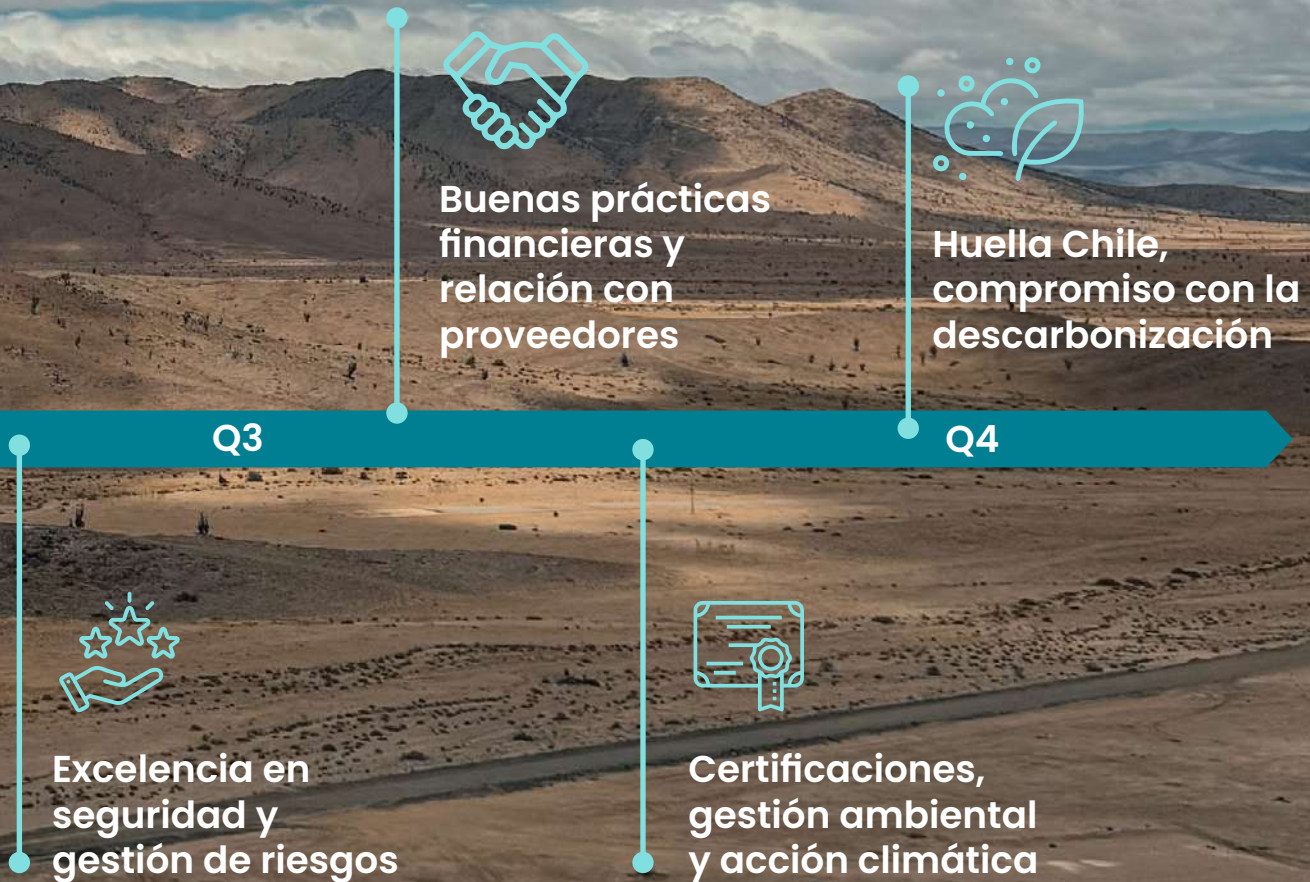 Buenas prácticas
financieras y
relación con
proveedores
Huella Chile,
compromiso con la
descarbonización
Q3
Q4
Excelencia en
seguridad y
gestión de riesgos
Certificaciones,
gestión ambiental
y acción climática